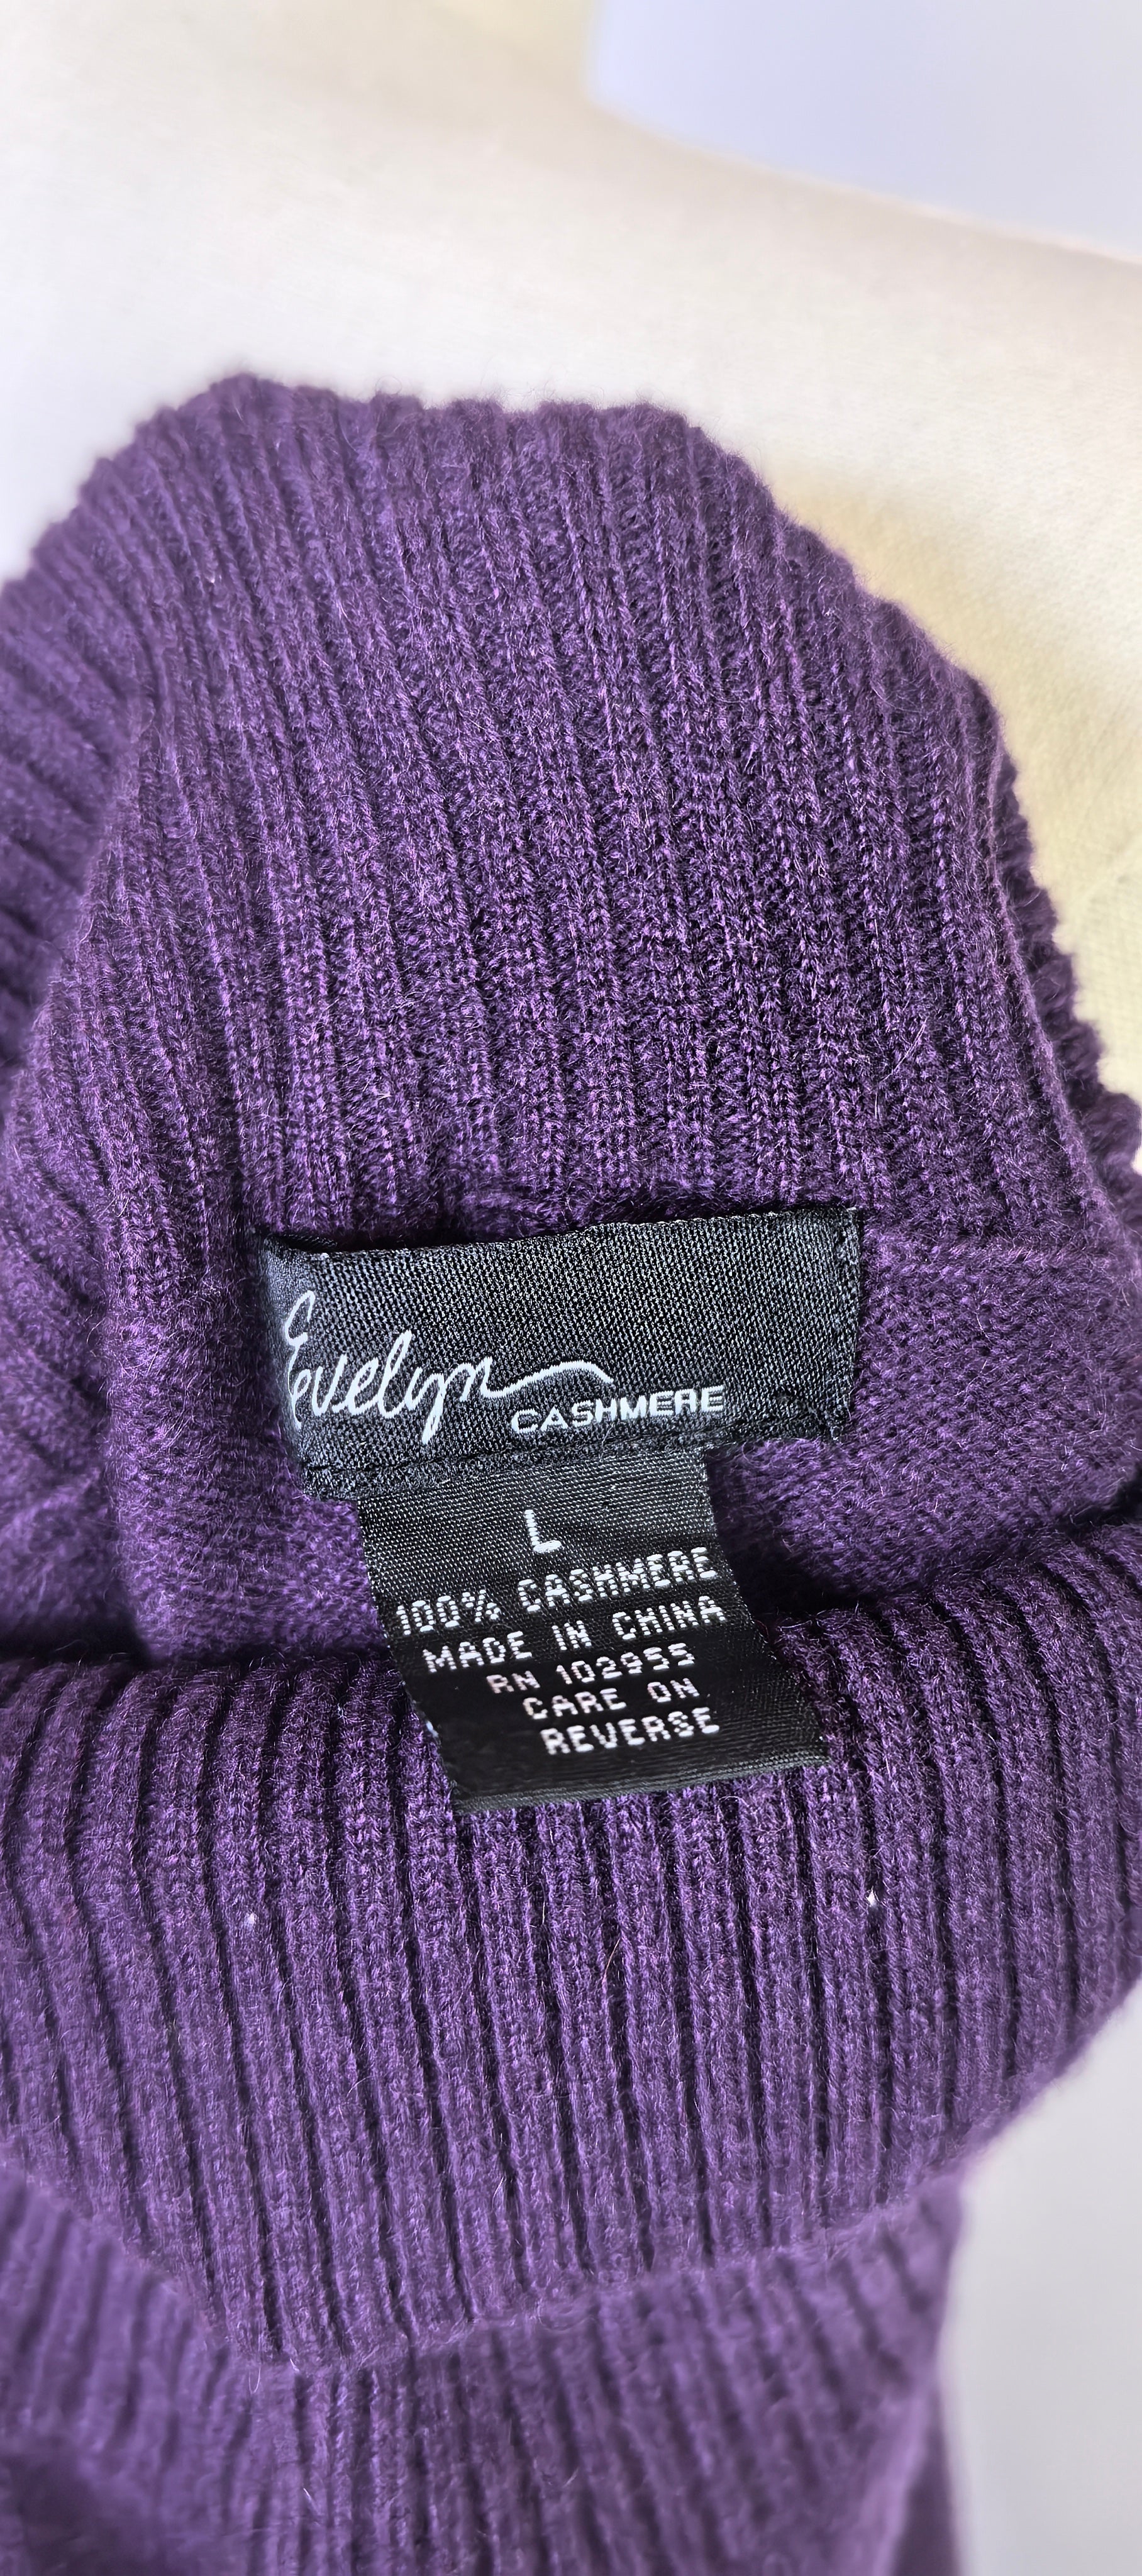 Evelyn
CASHMERE
L
100% CASHMERE
MADE IN CHINA
RN 102955
CARE ON
REVERSE